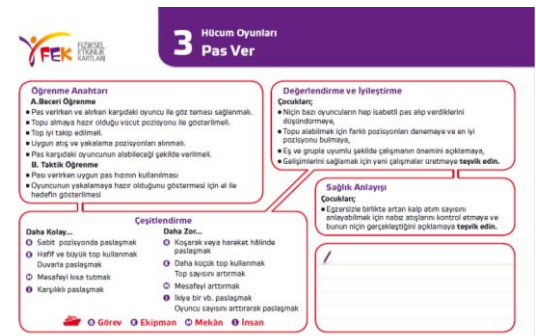 FEK
FİZİKSEL
ETKİNLİK
KARTLARI
3
Hücum Oyunları
Pas Ver
Öğrenme Anahtarı
A.Beceri Öğrenme
• Pas verirken ve alırken karşıdaki oyuncu ile göz teması sağlanmalı.
• Topu almaya hazır olduğu vücut pozisyonu ile gösterilmeli.
• Top iyi takip edilmeli.
• Uygun atış ve yakalama pozisyonları alınmalı.
• Pas karşıdaki oyuncunun alabileceği şekilde verilmeli.
B. Taktik Öğrenme
• Pası verirken uygun pas hızının kullanılması
• Oyuncunun yakalamaya hazır olduğunu göstermesi için el ile
hedefin gösterilmesi
Değerlendirme ve İyileştirme
Çocukları;
• Niçin bazı oyuncuların hep isabetli pas alıp verdiklerini
düşündürmeye,
• Topu alabilmek için farklı pozisyonları denemeye ve en iyi
pozisyonu bulmaya,
• Eş ve grupla uyumlu şekilde çalışmanın önemini açıklamaya,
• Gelişimlerini sağlamak için yeni çalışmalar üretmeye teşvik edin.
Sağlık Anlayışı
Çocukları;
• Egzersizle birlikte artan kalp atım sayısını
anlayabilmek için nabız atışlarını kontrol etmeye ve
bunun niçin gerçekleştiğini açıklamaya teşvik edin.
Çeşitlendirme
Daha Kolay...
G Sabit pozisyonda paslaşmak
E Hafif ve büyük top kullanmak
Duvarla paslaşmak
M Mesafeyi kısa tutmak
İ Karşılıklı paslaşmak
Daha Zor...
G Koşarak veya hareket hâlinde
paslaşmak
E Daha küçük top kullanmak
Top sayısını artırmak
M Mesafeyi arttırmak
İ İkiye bir vb. paslaşmak
Oyuncu sayısını arttırarak paslaşmak
G Görev E Ekipman M Mekân İ İnsan